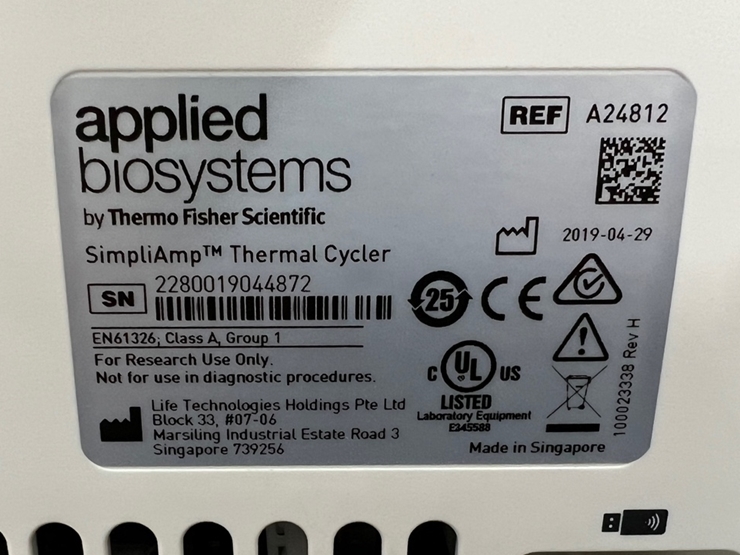 applied
biosystems
by Thermo Fisher Scientific
SimpliAmp™ Thermal Cycler
SN 2280019044872
EN61326; Class A, Group 1
For Research Use Only.
Not for use in diagnostic procedures.
Life Technologies Holdings Pte Ltd
Block 33, #07-06
Marsiling Industrial Estate Road 3
Singapore 739256
REF A24812
2019-04-29
25 CE
C UL US
LISTED
Laboratory Equipment
E345588
Made in Singapore
100023338 Rev H